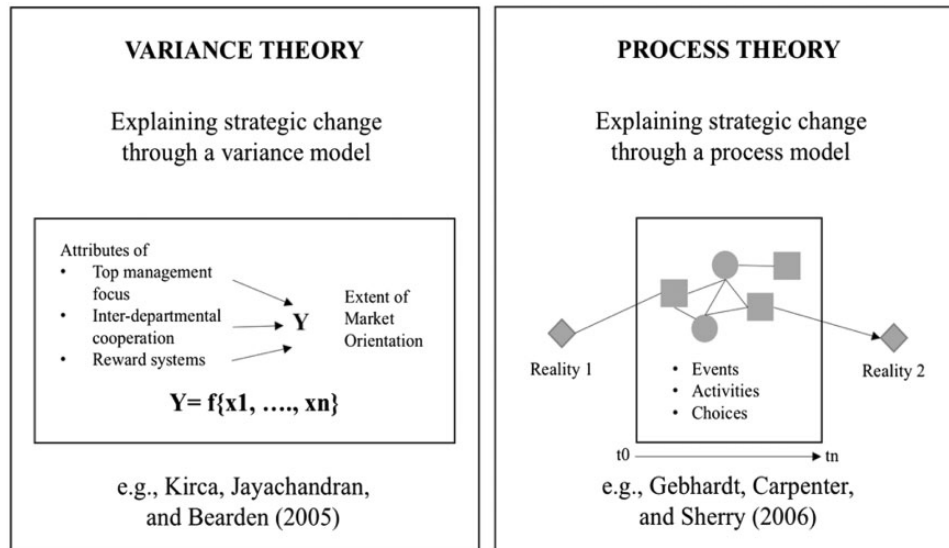 VARIANCE THEORY
Explaining strategic change
through a variance model
Attributes of
• Top management
focus
• Inter-departmental
cooperation
• Reward systems
Y
Extent of
Market
Orientation
Y= f{x1, …., xn}
e.g., Kirca, Jayachandran,
and Bearden (2005)
PROCESS THEORY
Explaining strategic change
through a process model
Reality 1
• Events
• Activities
• Choices
Reality 2
t0
tn
e.g., Gebhardt, Carpenter,
and Sherry (2006)